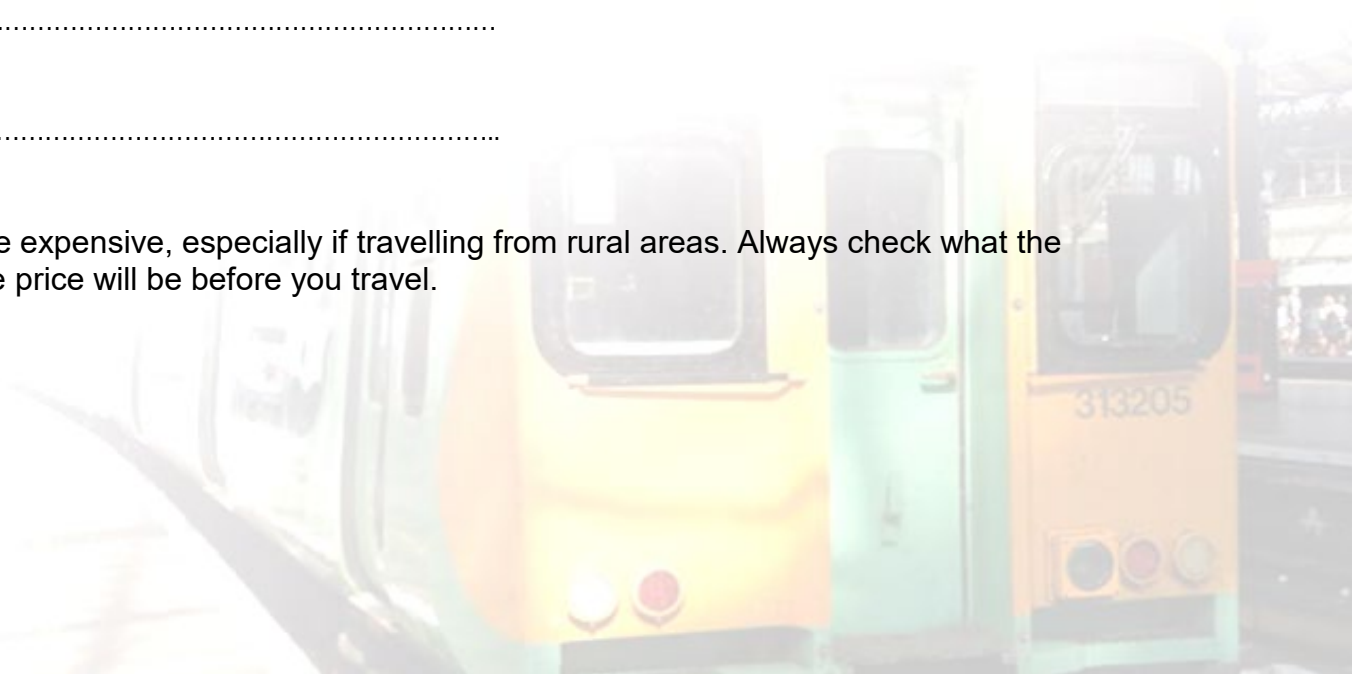 ……………………………………………………
…………………………………………………..
e expensive, especially if travelling from rural areas. Always check what the
e price will be before you travel.
313205